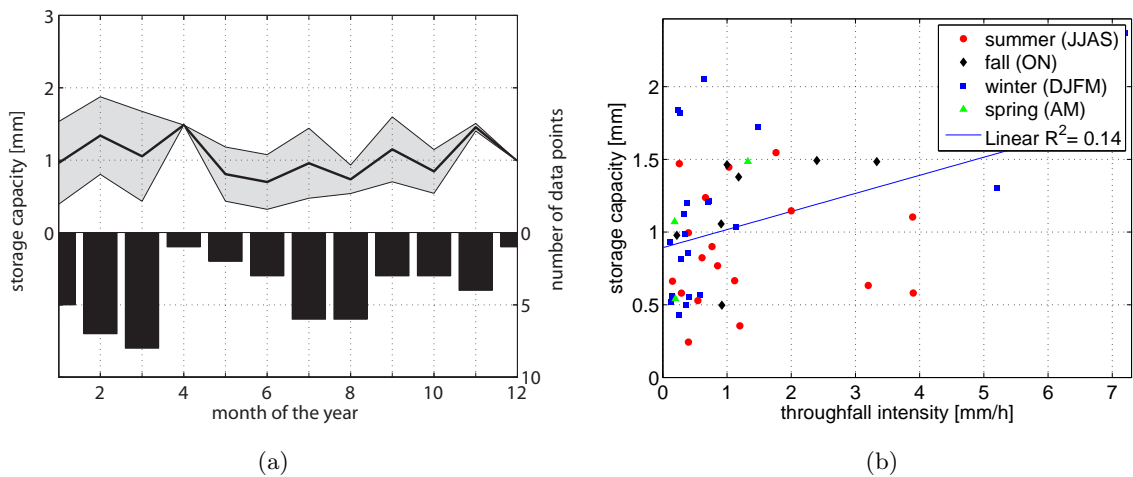 3
2
1
0
storage capacity [mm]
0
5
10
number of data points
2
4
6
8
10
12
month of the year
(a)
2
1.5
1
0.5
0
storage capacity [mm]
summer (JJAS)
fall (ON)
winter (DJFM)
spring (AM)
Linear R²= 0.14
0
1
2
3
4
5
6
7
throughfall intensity [mm/h]
(b)